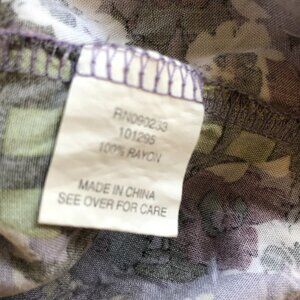 RN090233
101295
100% RAYON
MADE IN CHINA
SEE OVER FOR CARE